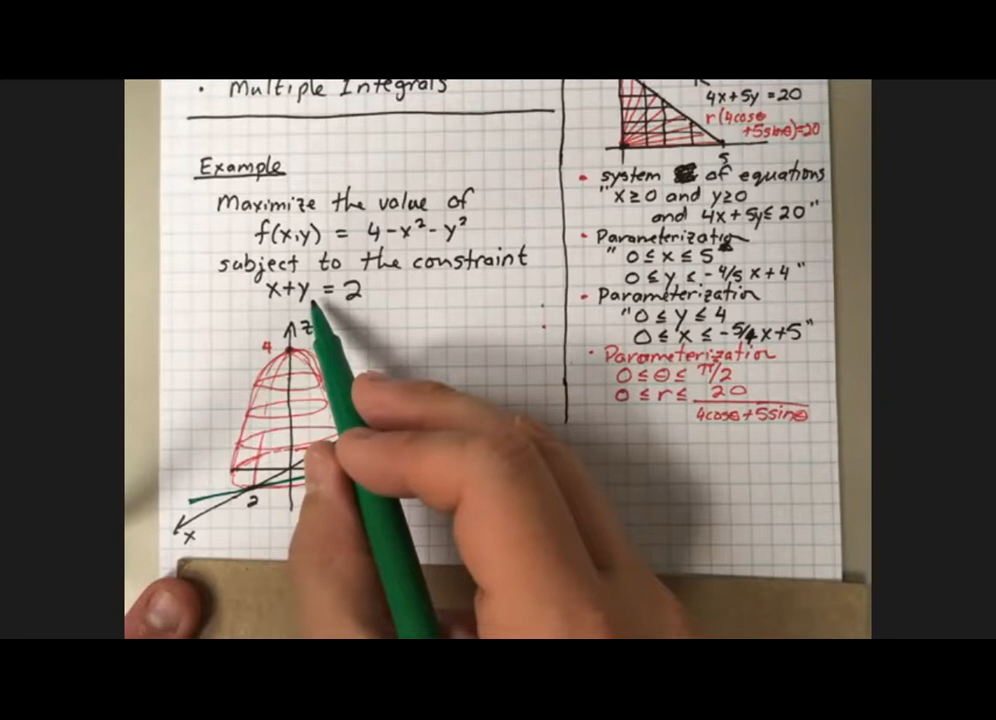 • Multiple Integrals
Example
Maximize the value of
f(x,y) = 4-x²-y²
subject to the constraint
x+y = 2
z
4
2
x
4x+5y=20
r(4cosθ
+5sinθ)=20
5
• system of equations
"x≥0 and y≥0
and 4x+5y≤20"
• Parameterization
"0≤x≤5
0≤y≤-4/5 x+4"
• Parameterization
"0≤y≤4
0≤x≤-5/4x+5"
• Parameterization
0≤θ≤π/2
0≤r≤ 20
4cosθ+5sinθ